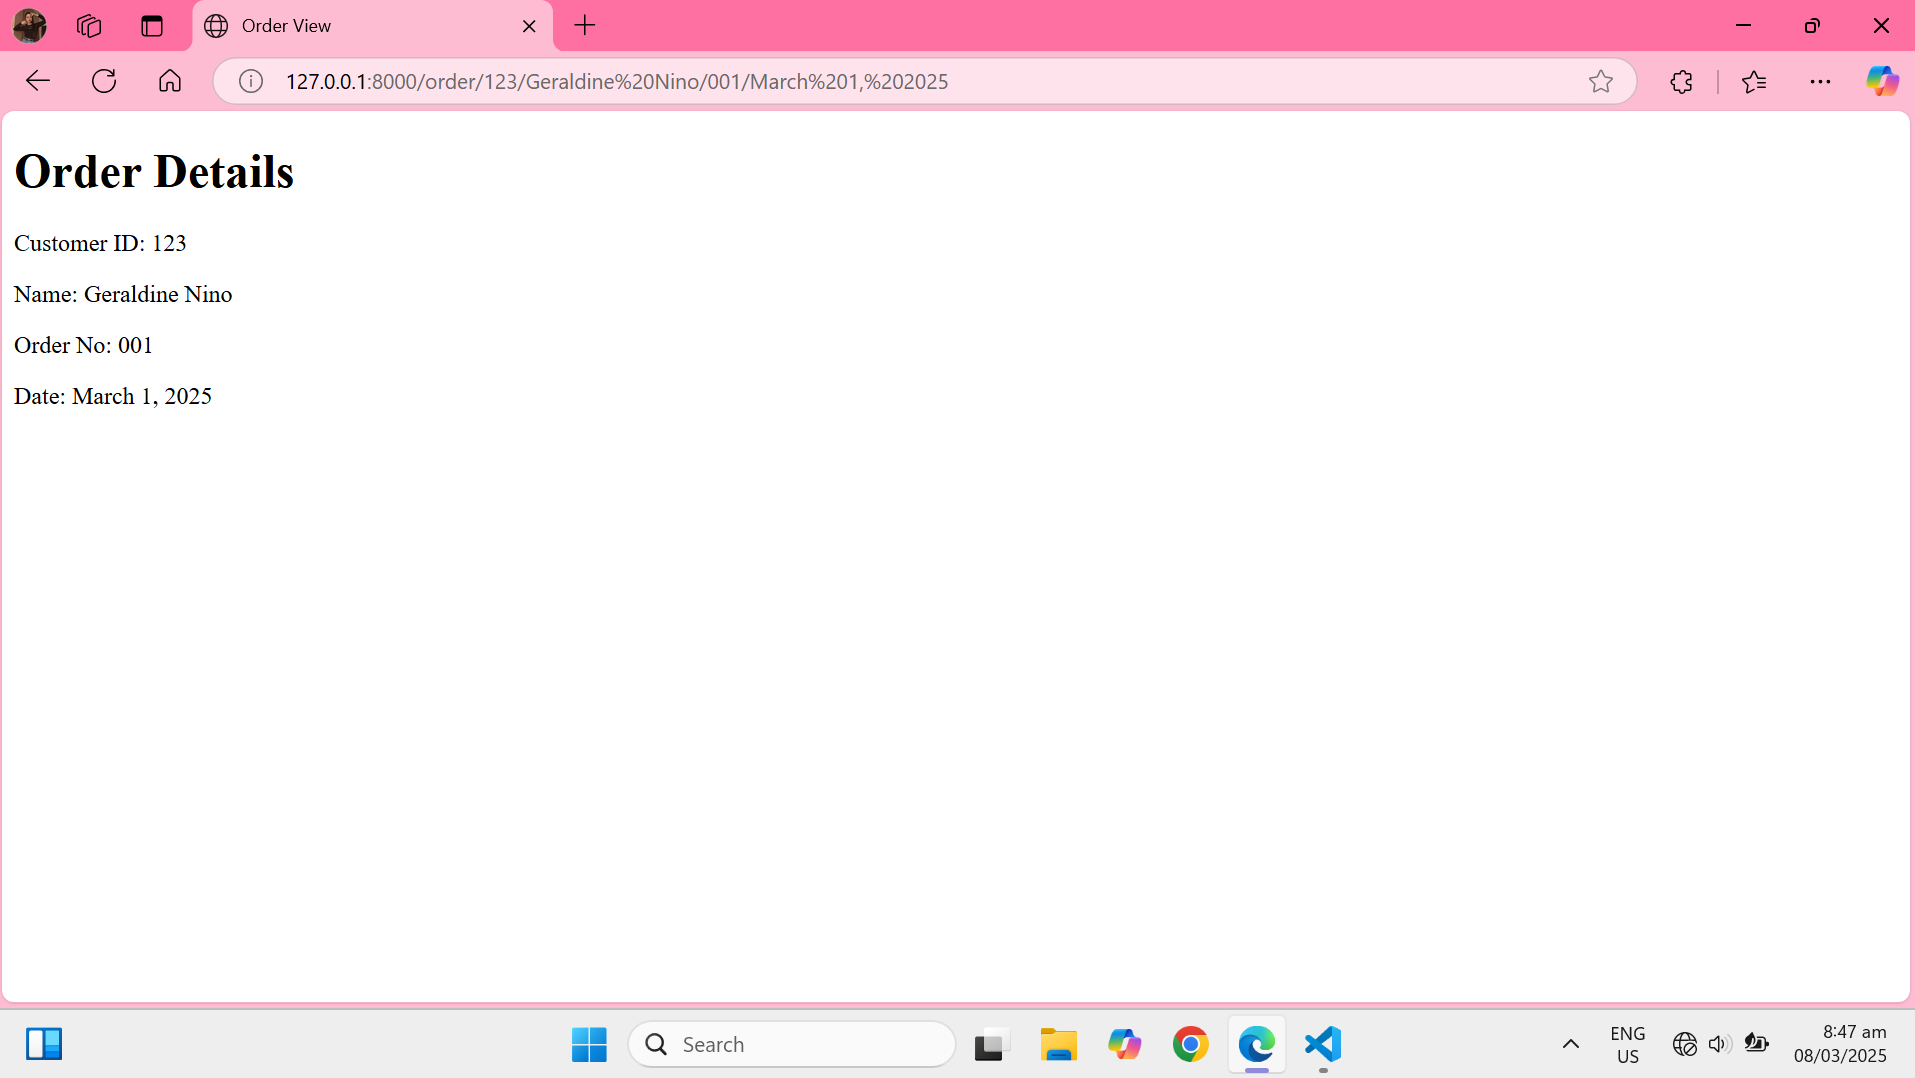 Order View
127.0.0.1:8000/order/123/Geraldine%20Nino/001/March%201,%202025
Order Details
Customer ID: 123
Name: Geraldine Nino
Order No: 001
Date: March 1, 2025
Search
ENG
US
8:47 am
08/03/2025